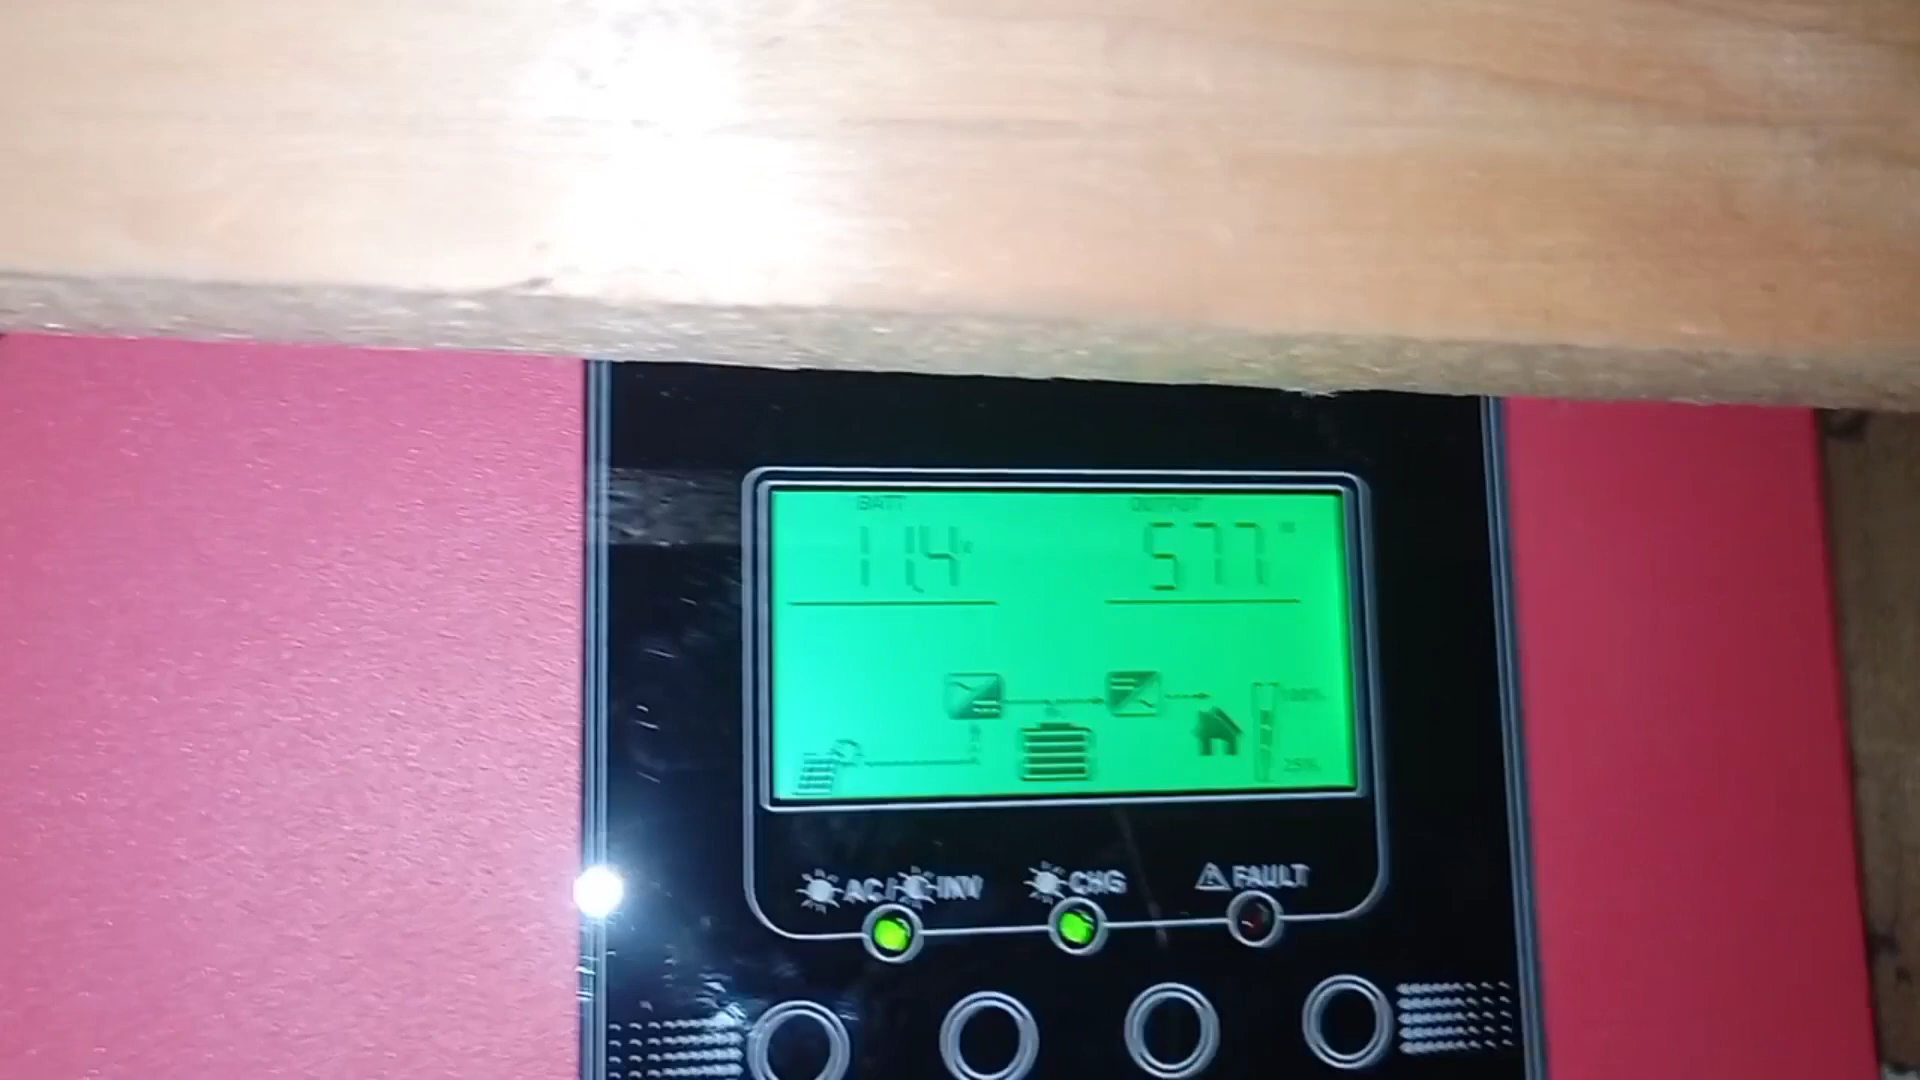 BATT OUTPUT
11.4 V 577 W
100%
25%
AC/INV CHG FAULT